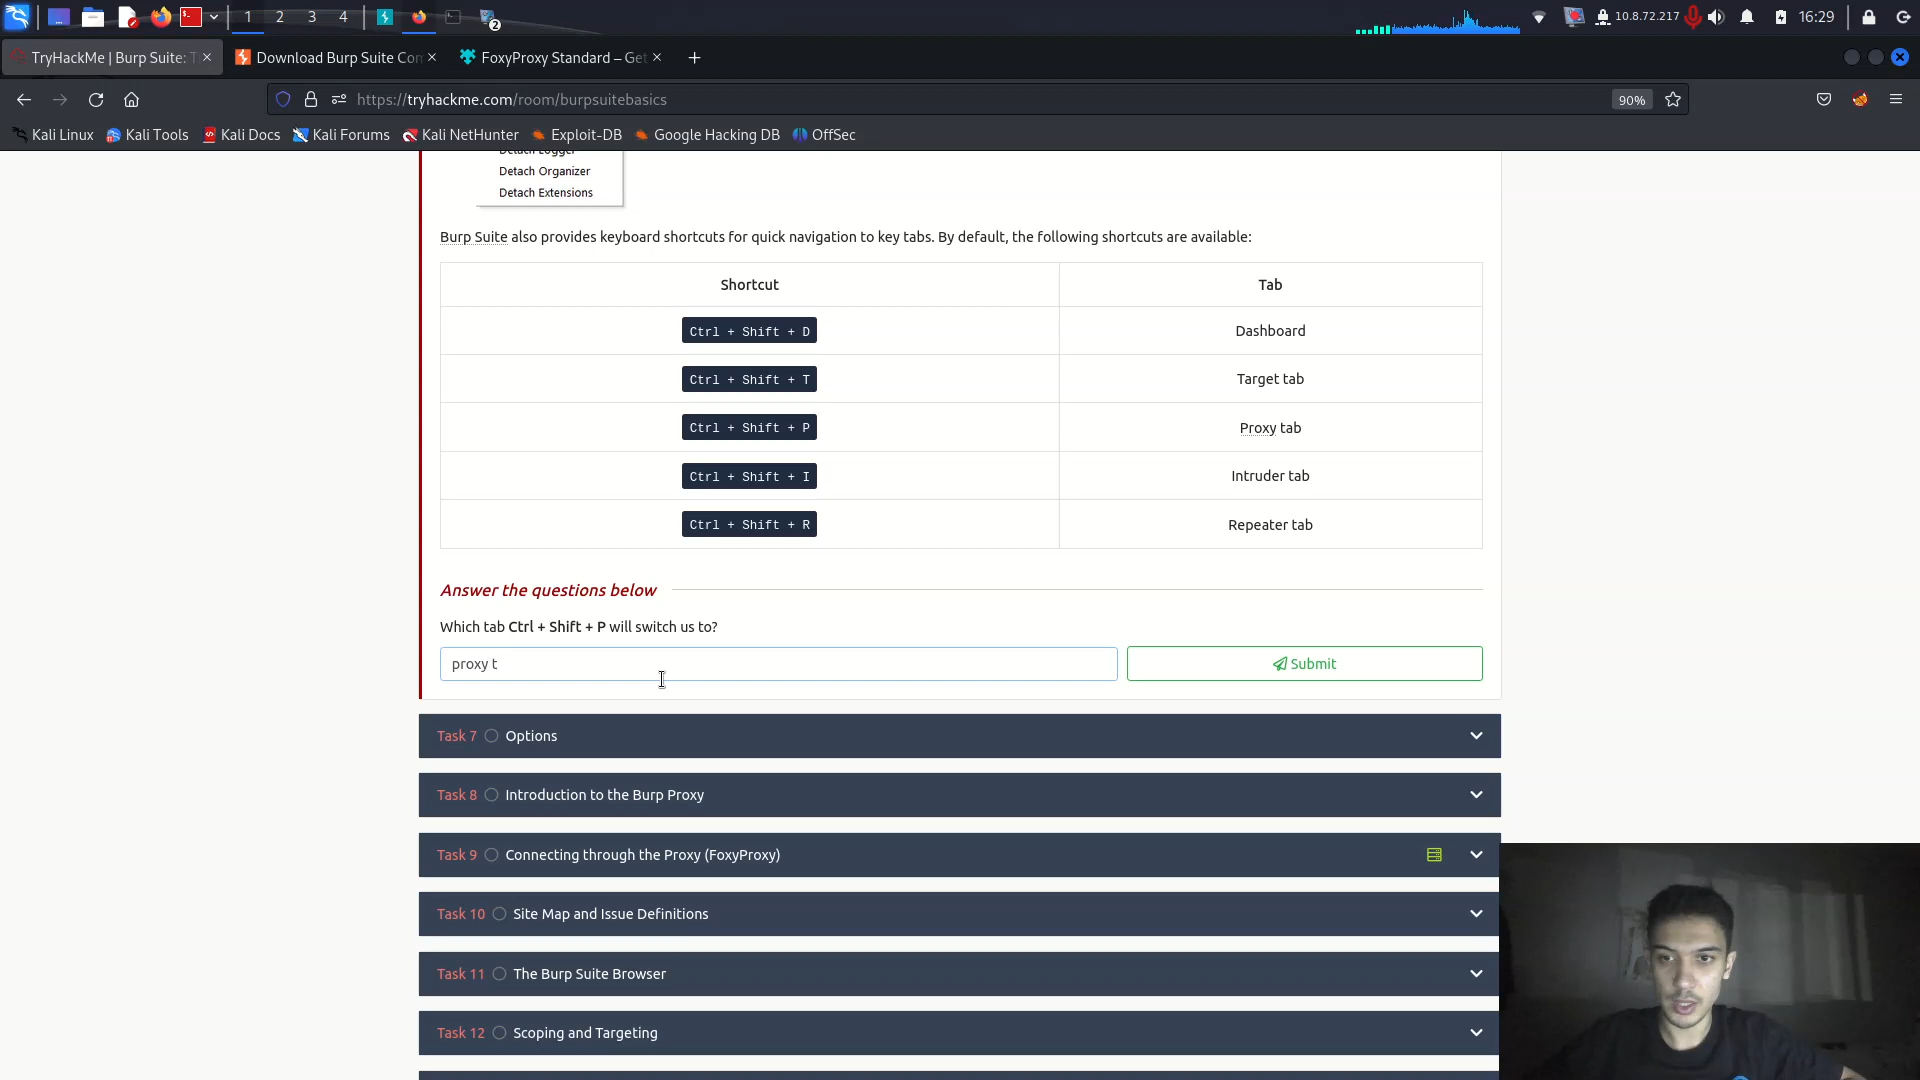 1 2 3 4
2
10.8.72.217
16:29
TryHackMe | Burp Suite: T
Download Burp Suite Con
FoxyProxy Standard – Get
https://tryhackme.com/room/burpsuitebasics
90%
Kali Linux Kali Tools Kali Docs Kali Forums Kali NetHunter Exploit-DB Google Hacking DB OffSec
Detach Logger
Detach Organizer
Detach Extensions
Burp Suite also provides keyboard shortcuts for quick navigation to key tabs. By default, the following shortcuts are available:
Shortcut Tab
Ctrl + Shift + D Dashboard
Ctrl + Shift + T Target tab
Ctrl + Shift + P Proxy tab
Ctrl + Shift + I Intruder tab
Ctrl + Shift + R Repeater tab
Answer the questions below
Which tab Ctrl + Shift + P will switch us to?
proxy t
Submit
Task 7 Options
Task 8 Introduction to the Burp Proxy
Task 9 Connecting through the Proxy (FoxyProxy)
Task 10 Site Map and Issue Definitions
Task 11 The Burp Suite Browser
Task 12 Scoping and Targeting